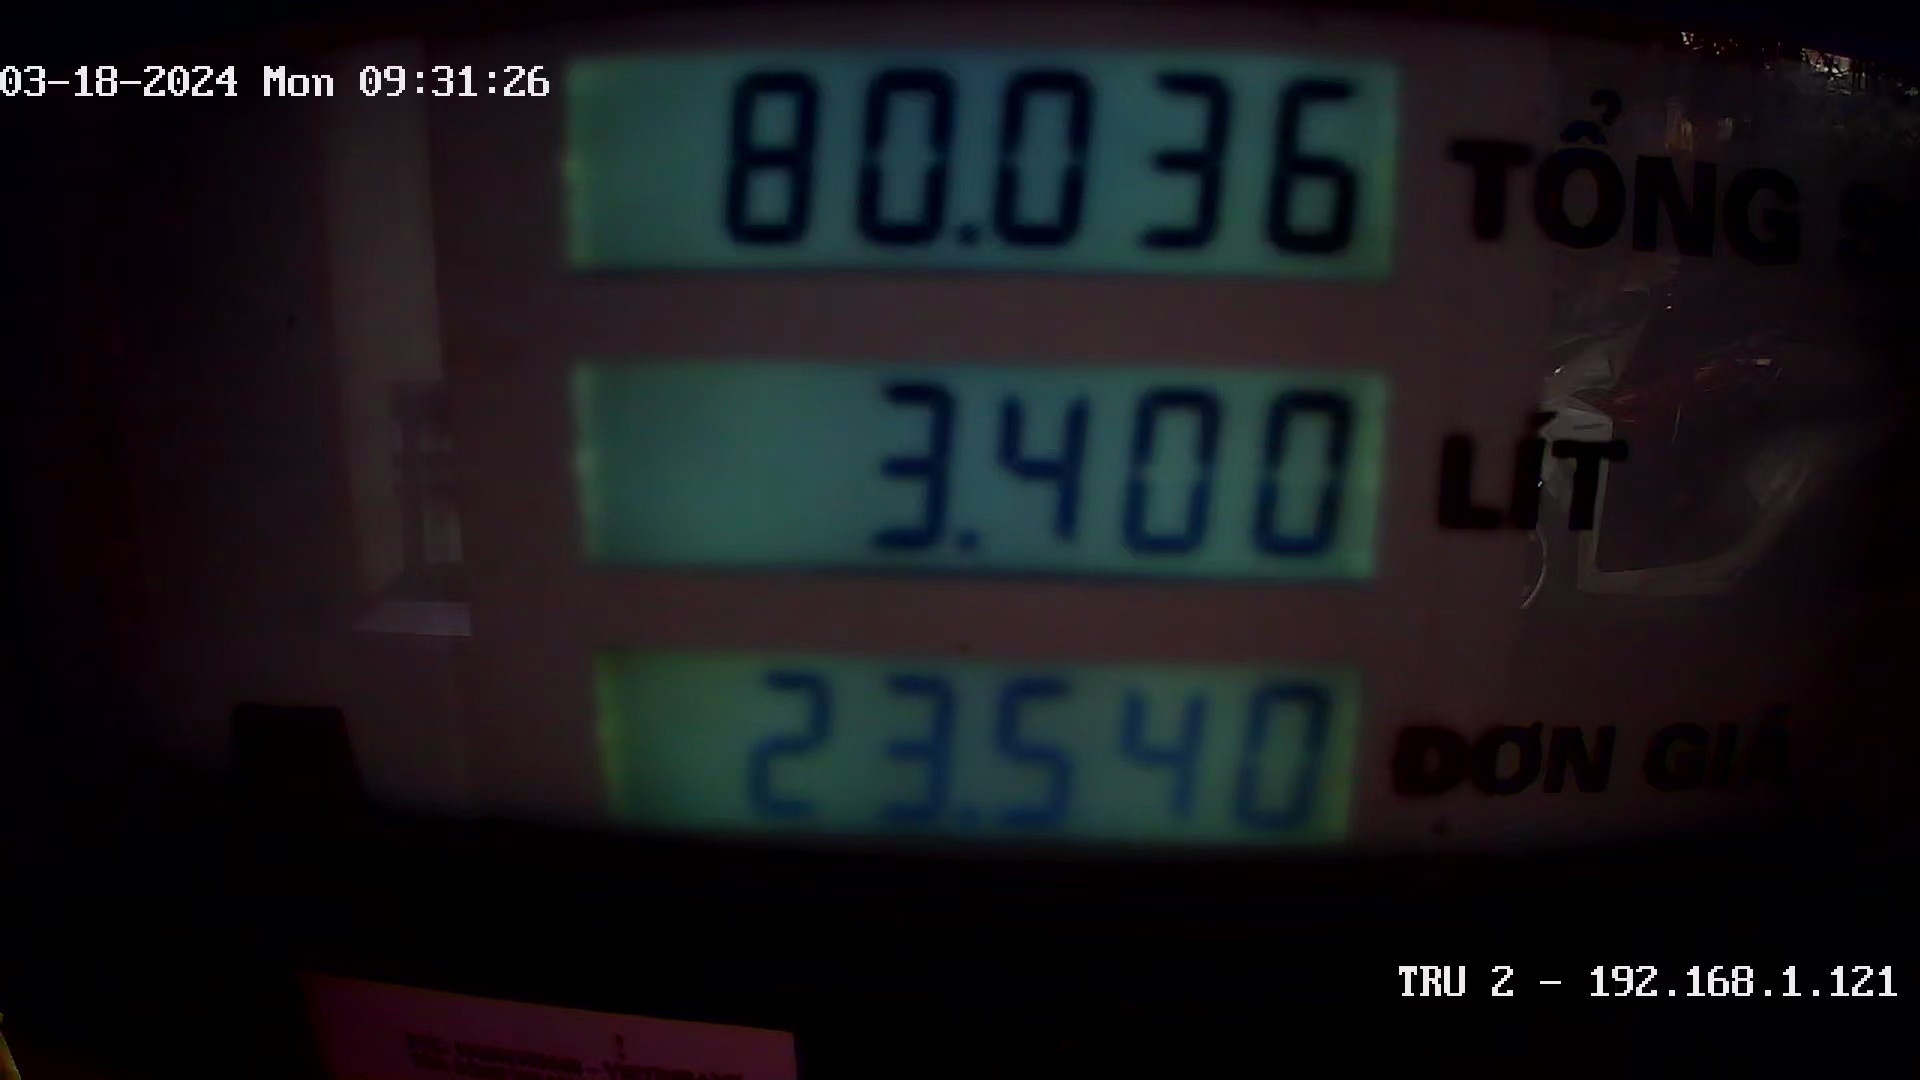 03-18-2024 Mon 09:31:26
80.036
TỔNG
3.400
LÍT
23.540
ĐƠN GIÁ
TRU 2 - 192.168.1.121